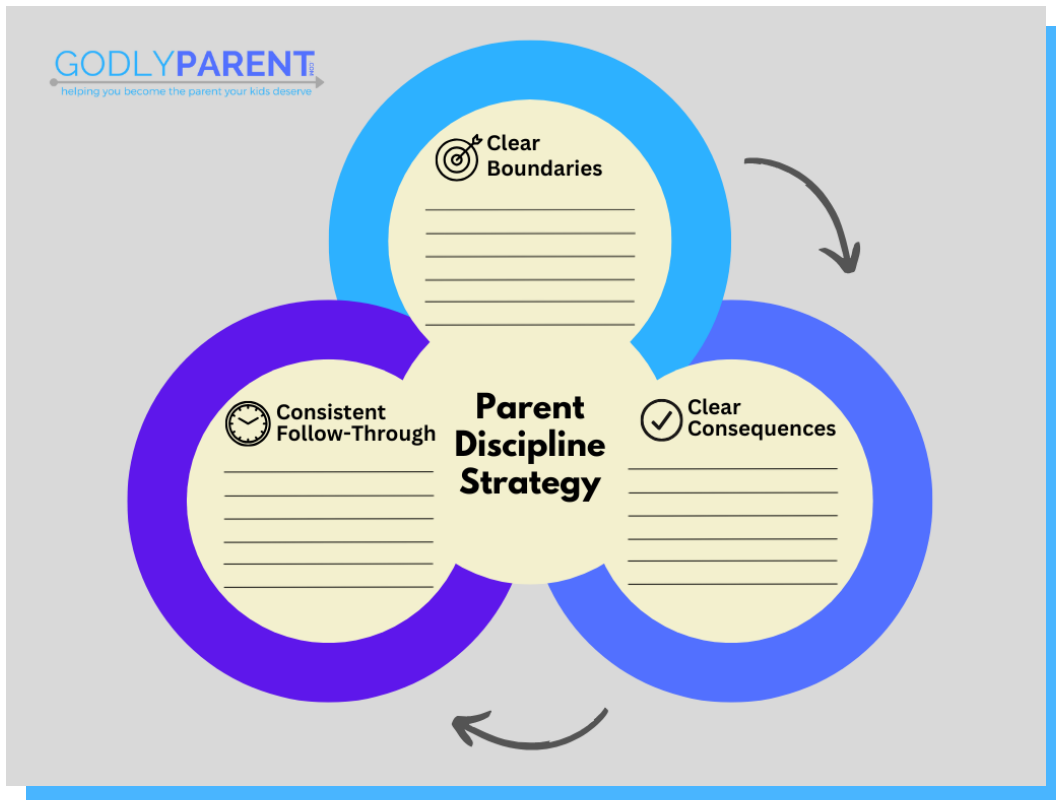 GODLYPARENT.COM
helping you become the parent your kids deserve
Clear
Boundaries
Consistent
Follow-Through
Parent
Discipline
Strategy
Clear
Consequences